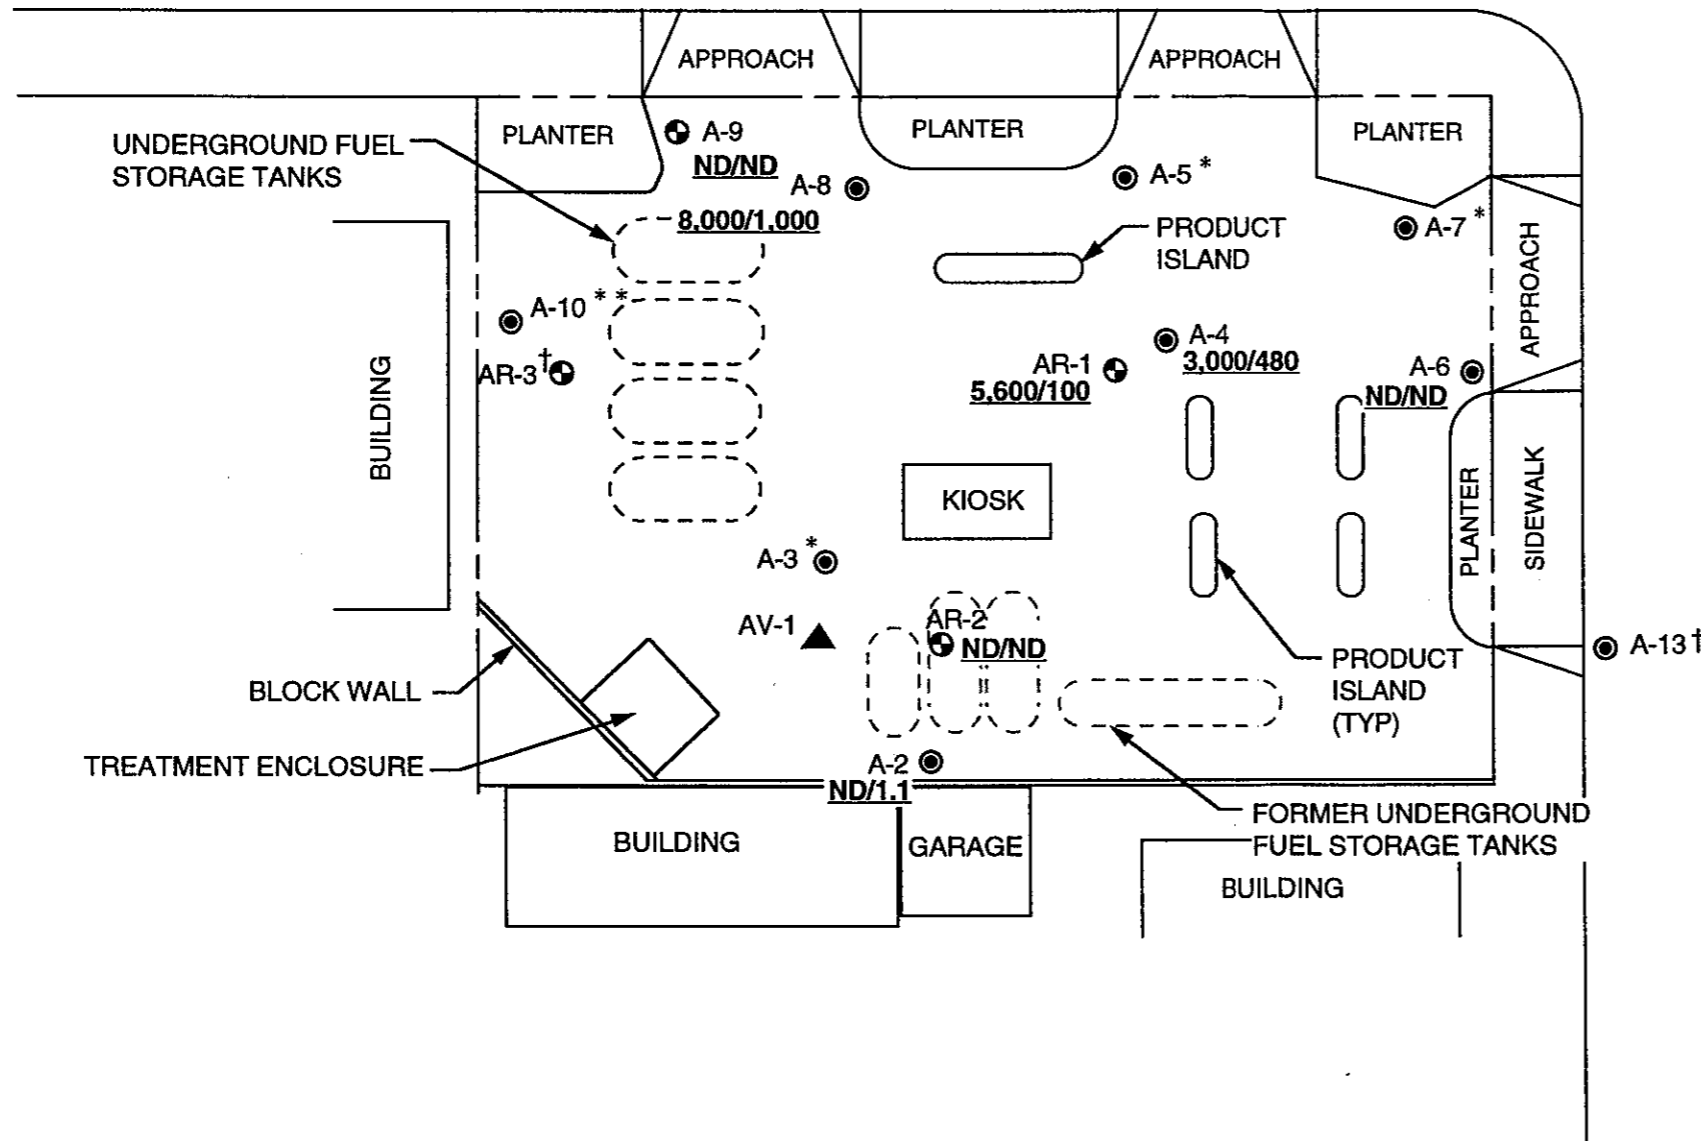 APPROACH
APPROACH
PLANTER
A-9
ND/ND
PLANTER
PLANTER
UNDERGROUND FUEL
STORAGE TANKS
A-8
A-5 *
8,000/1,000
PRODUCT
ISLAND
A-7 *
APPROACH
A-10 * *
AR-3 †
AR-1
5,600/100
A-4
3,000/480
A-6
ND/ND
BUILDING
KIOSK
PLANTER
SIDEWALK
A-3 *
AV-1
AR-2
ND/ND
A-13 †
BLOCK WALL
PRODUCT
ISLAND
(TYP)
TREATMENT ENCLOSURE
A-2
ND/1.1
BUILDING
GARAGE
FORMER UNDERGROUND
FUEL STORAGE TANKS
BUILDING